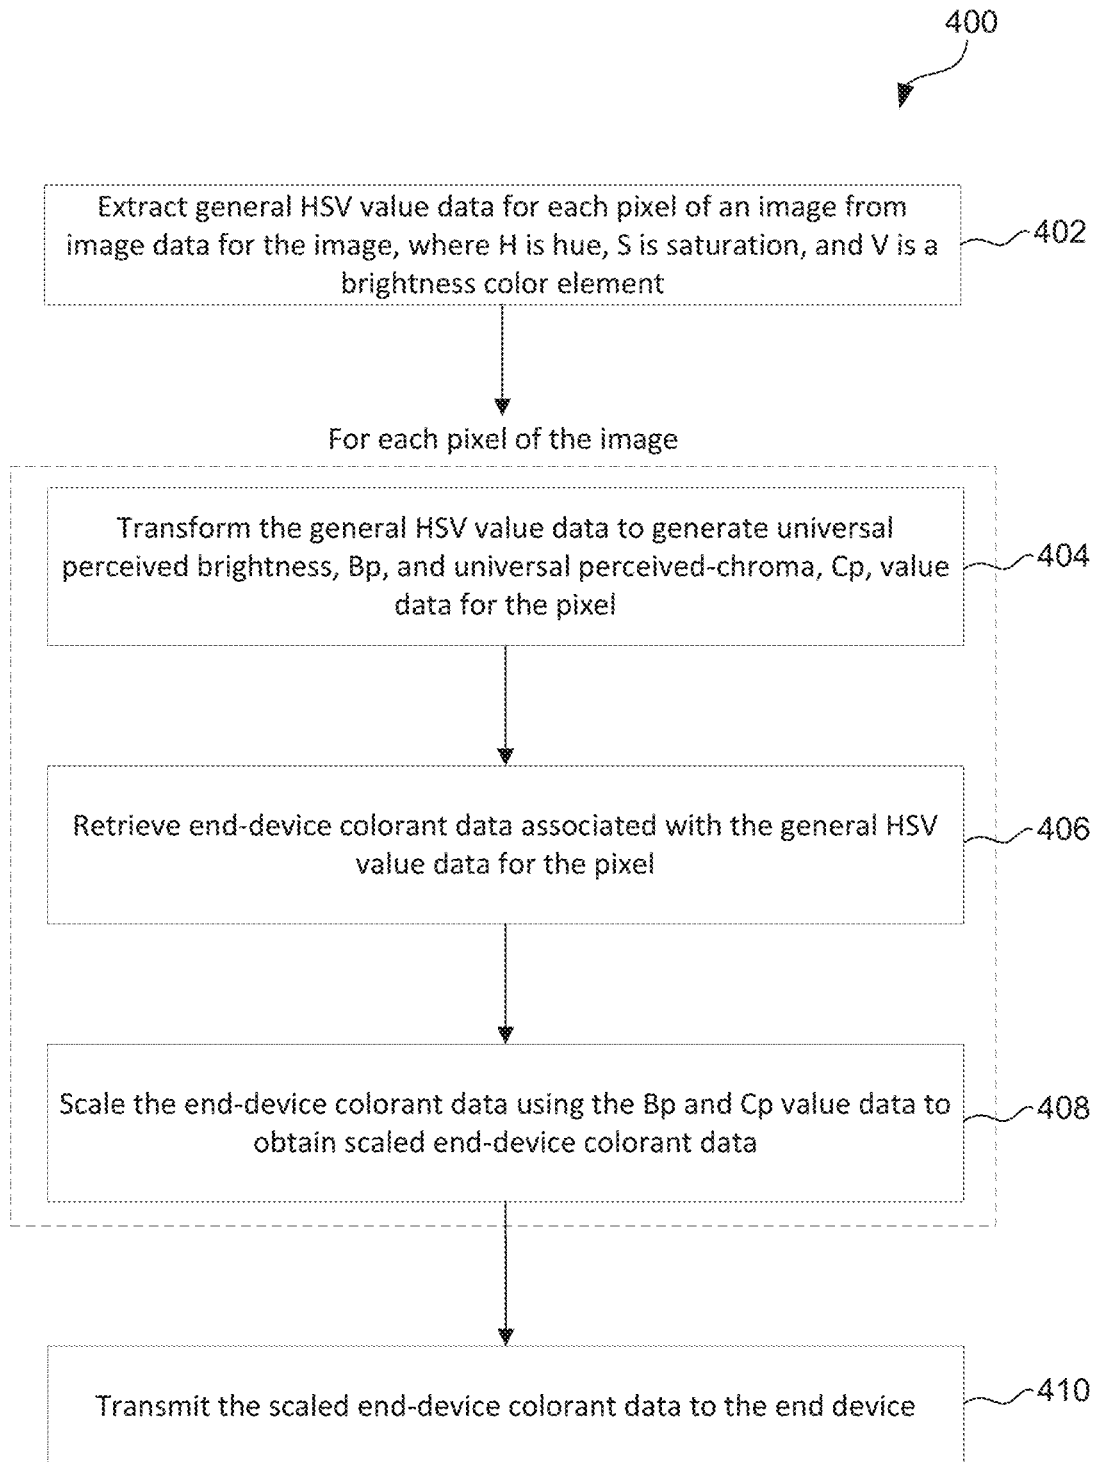 400
Extract general HSV value data for each pixel of an image from
image data for the image, where H is hue, S is saturation, and V is a
brightness color element
402
For each pixel of the image
Transform the general HSV value data to generate universal
perceived brightness, Bp, and universal perceived-chroma, Cp, value
data for the pixel
404
Retrieve end-device colorant data associated with the general HSV
value data for the pixel
406
Scale the end-device colorant data using the Bp and Cp value data to
obtain scaled end-device colorant data
408
Transmit the scaled end-device colorant data to the end device
410